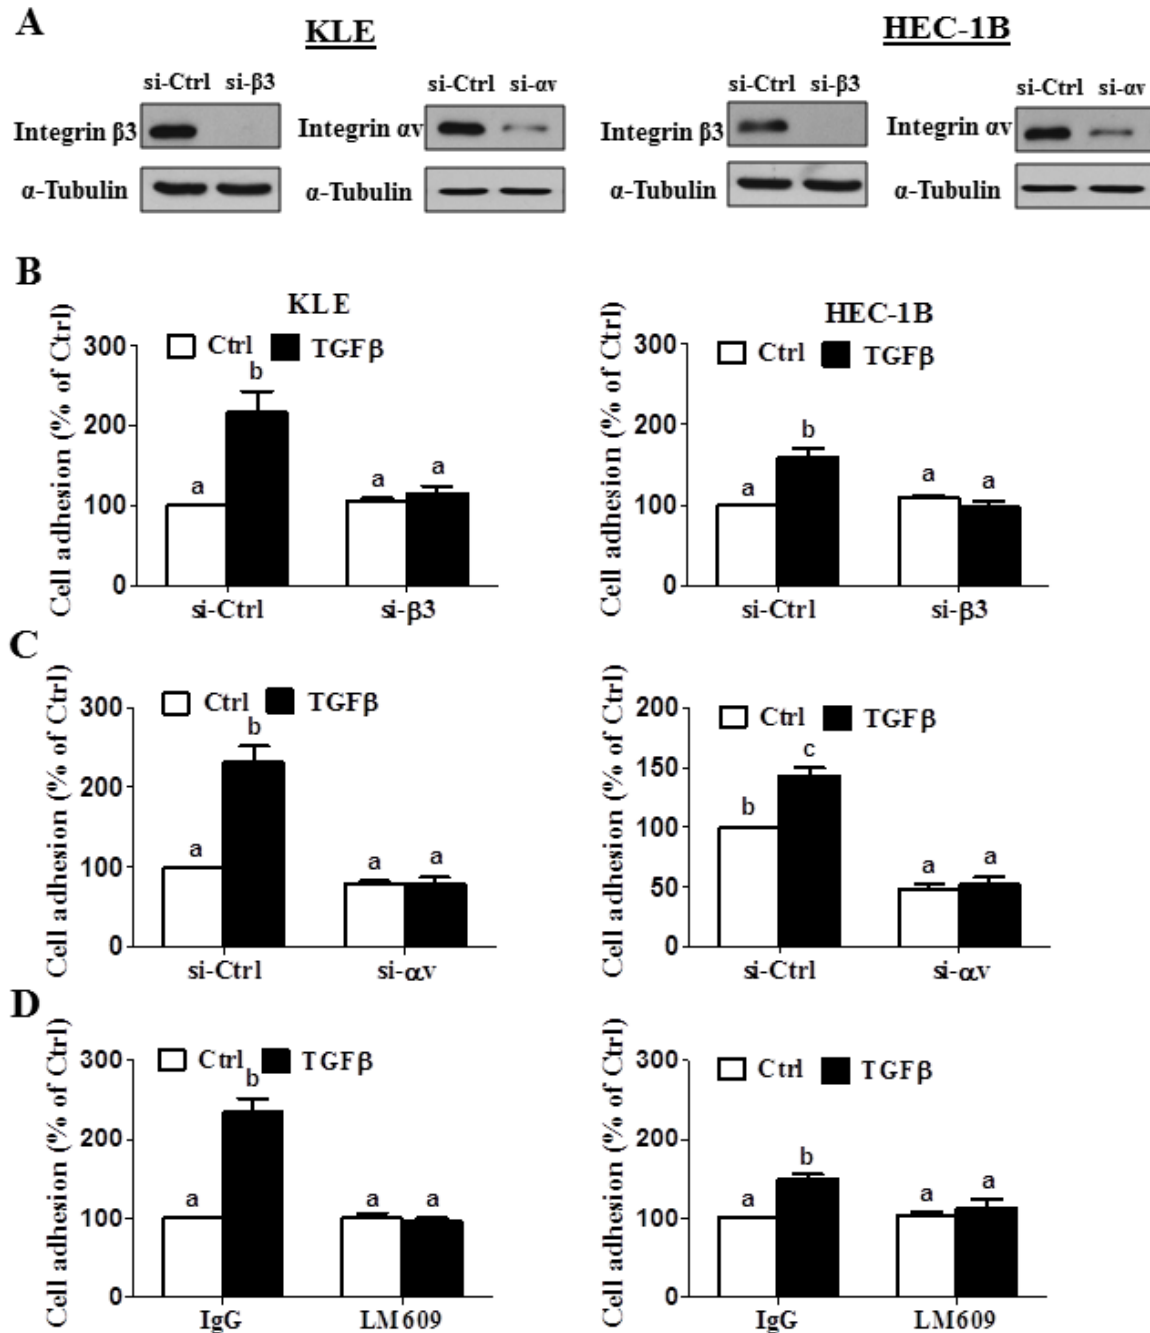 A
KLE
HEC-1B
si-Ctrl si-β3
si-Ctrl si-αv
si-Ctrl si-β3
si-Ctrl si-αv
Integrin β3
Integrin αv
Integrin β3
Integrin αv
α-Tubulin
α-Tubulin
α-Tubulin
α-Tubulin
B
KLE
Ctrl TGFβ
Cell adhesion (% of Ctrl)
300
200
100
0
a
b
a
a
si-Ctrl si-β3
HEC-1B
Ctrl TGFβ
Cell adhesion (% of Ctrl)
300
200
100
0
a
b
a
a
si-Ctrl si-β3
C
Ctrl TGFβ
Cell adhesion (% of Ctrl)
300
200
100
0
a
b
a
a
si-Ctrl si-αv
Ctrl TGFβ
Cell adhesion (% of Ctrl)
200
150
100
50
0
b
c
a
a
si-Ctrl si-αv
D
Ctrl TGFβ
Cell adhesion (% of Ctrl)
300
200
100
0
a
b
a
a
IgG LM609
Ctrl TGFβ
Cell adhesion (% of Ctrl)
300
200
100
0
a
b
a
a
IgG LM609